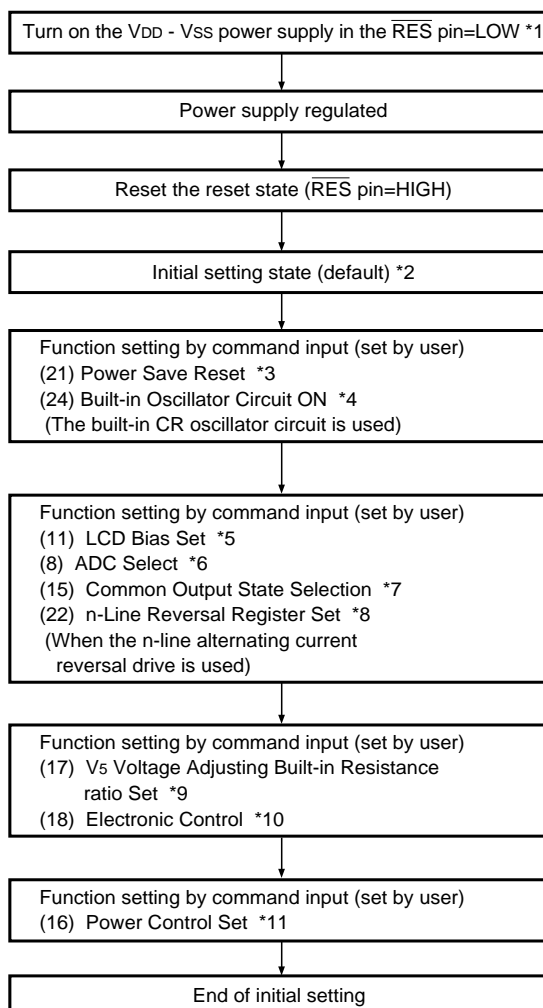 Turn on the VDD - VSS power supply in the RES pin=LOW *1
Power supply regulated
Reset the reset state (RES pin=HIGH)
Initial setting state (default) *2
Function setting by command input (set by user)
(21) Power Save Reset *3
(24) Built-in Oscillator Circuit ON *4
(The built-in CR oscillator circuit is used)
Function setting by command input (set by user)
(11) LCD Bias Set *5
(8) ADC Select *6
(15) Common Output State Selection *7
(22) n-Line Reversal Register Set *8
(When the n-line alternating current
reversal drive is used)
Function setting by command input (set by user)
(17) V5 Voltage Adjusting Built-in Resistance
ratio Set *9
(18) Electronic Control *10
Function setting by command input (set by user)
(16) Power Control Set *11
End of initial setting